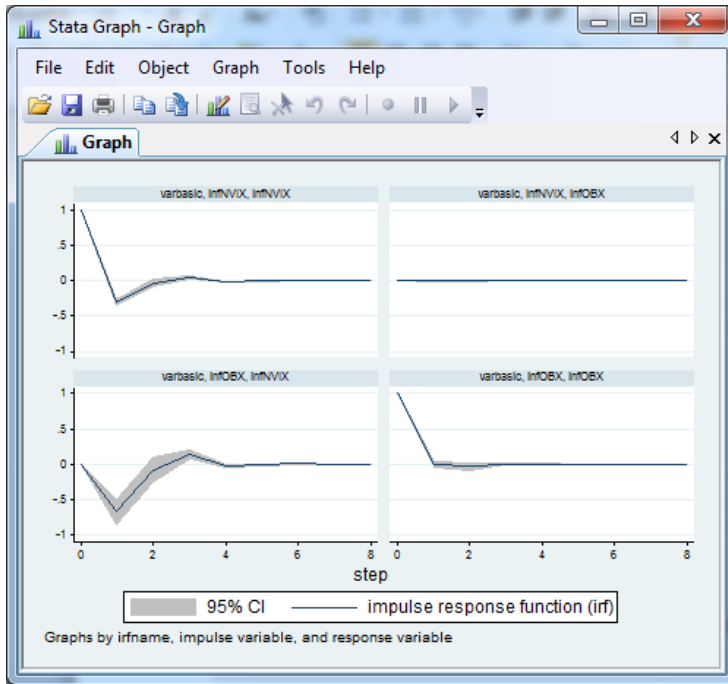 Stata Graph - Graph
File Edit Object Graph Tools Help
Graph
varbasic, lnfNVIX, lnfNVIX
varbasic, lnfNVIX, lnfOBX
1
.5
0
-.5
-1
varbasic, lnfOBX, lnfNVIX
varbasic, lnfOBX, lnfOBX
1
.5
0
-.5
-1
0 2 4 6 8 0 2 4 6 8
step
95% CI impulse response function (irf)
Graphs by irfname, impulse variable, and response variable